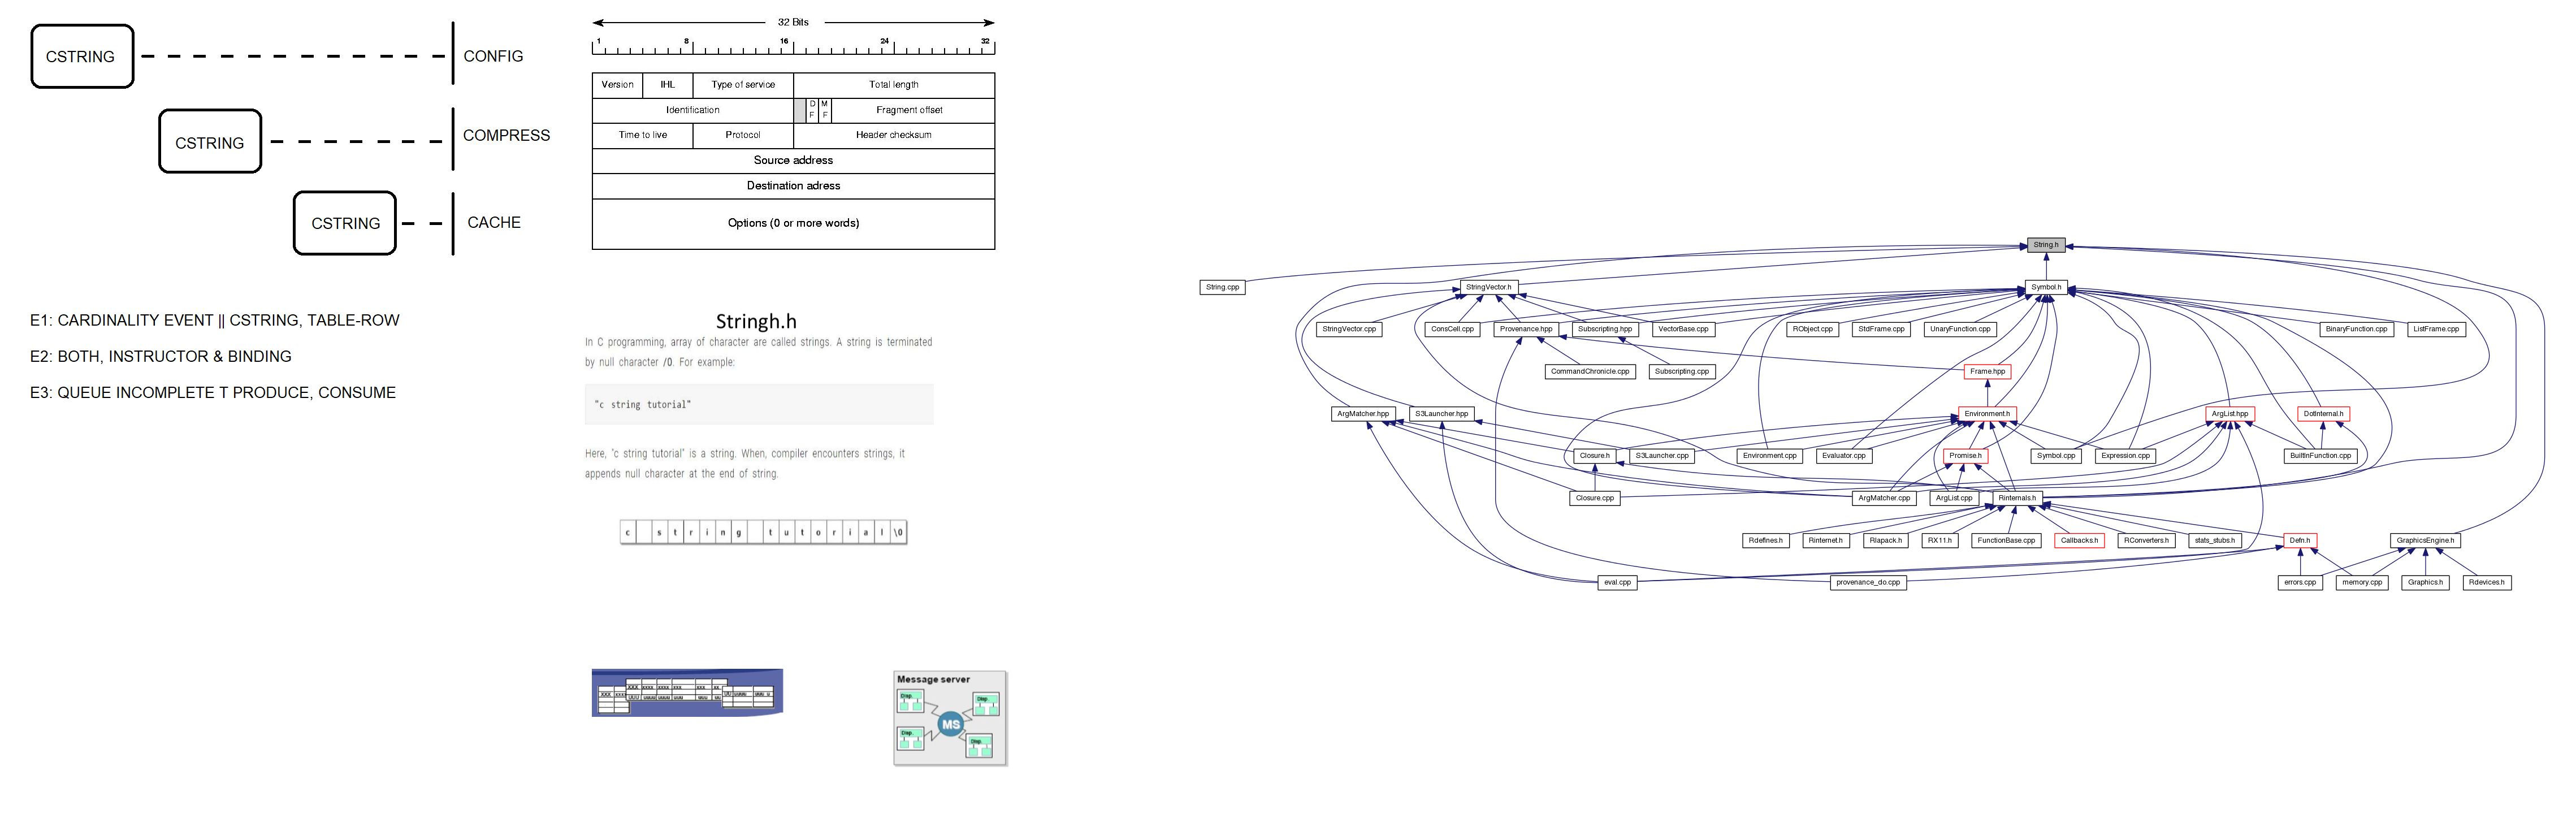 CSTRING
CONFIG
CSTRING
COMPRESS
CSTRING
CACHE
E1: CARDINALITY EVENT || CSTRING, TABLE-ROW
E2: BOTH, INSTRUCTOR & BINDING
E3: QUEUE INCOMPLETE T PRODUCE, CONSUME
32 Bits
1 8 16 24 32
Version IHL Type of service Total length
Identification D F M F Fragment offset
Time to live Protocol Header checksum
Source address
Destination adress
Options (0 or more words)
Stringh.h
In C programming, array of character are called strings. A string is terminated
by null character /0. For example:
"c string tutorial"
Here, "c string tutorial" is a string. When, compiler encounters strings, it
appends null character at the end of string.
c s t r i n g t u t o r i a l \0
Message server
Disp.
Disp.
MS
Disp.
Disp.
String.h
String.cpp StringVector.h Symbol.h
StringVector.cpp ConsCell.cpp Provenance.hpp Subscripting.hpp VectorBase.cpp RObject.cpp StdFrame.cpp UnaryFunction.cpp BinaryFunction.cpp ListFrame.cpp
CommandChronicle.cpp Subscripting.cpp Frame.hpp
ArgMatcher.hpp S3Launcher.hpp Environment.h ArgList.hpp DotInternal.h
Closure.h S3Launcher.cpp Environment.cpp Evaluator.cpp Promise.h Symbol.cpp Expression.cpp BuiltInFunction.cpp
Closure.cpp ArgMatcher.cpp ArgList.cpp Rinternals.h
Rdefines.h Rinternet.h Rlapack.h RX11.h FunctionBase.cpp Callbacks.h RConverters.h stats_stubs.h Defn.h GraphicsEngine.h
eval.cpp provenance_do.cpp errors.cpp memory.cpp Graphics.h Rdevices.h